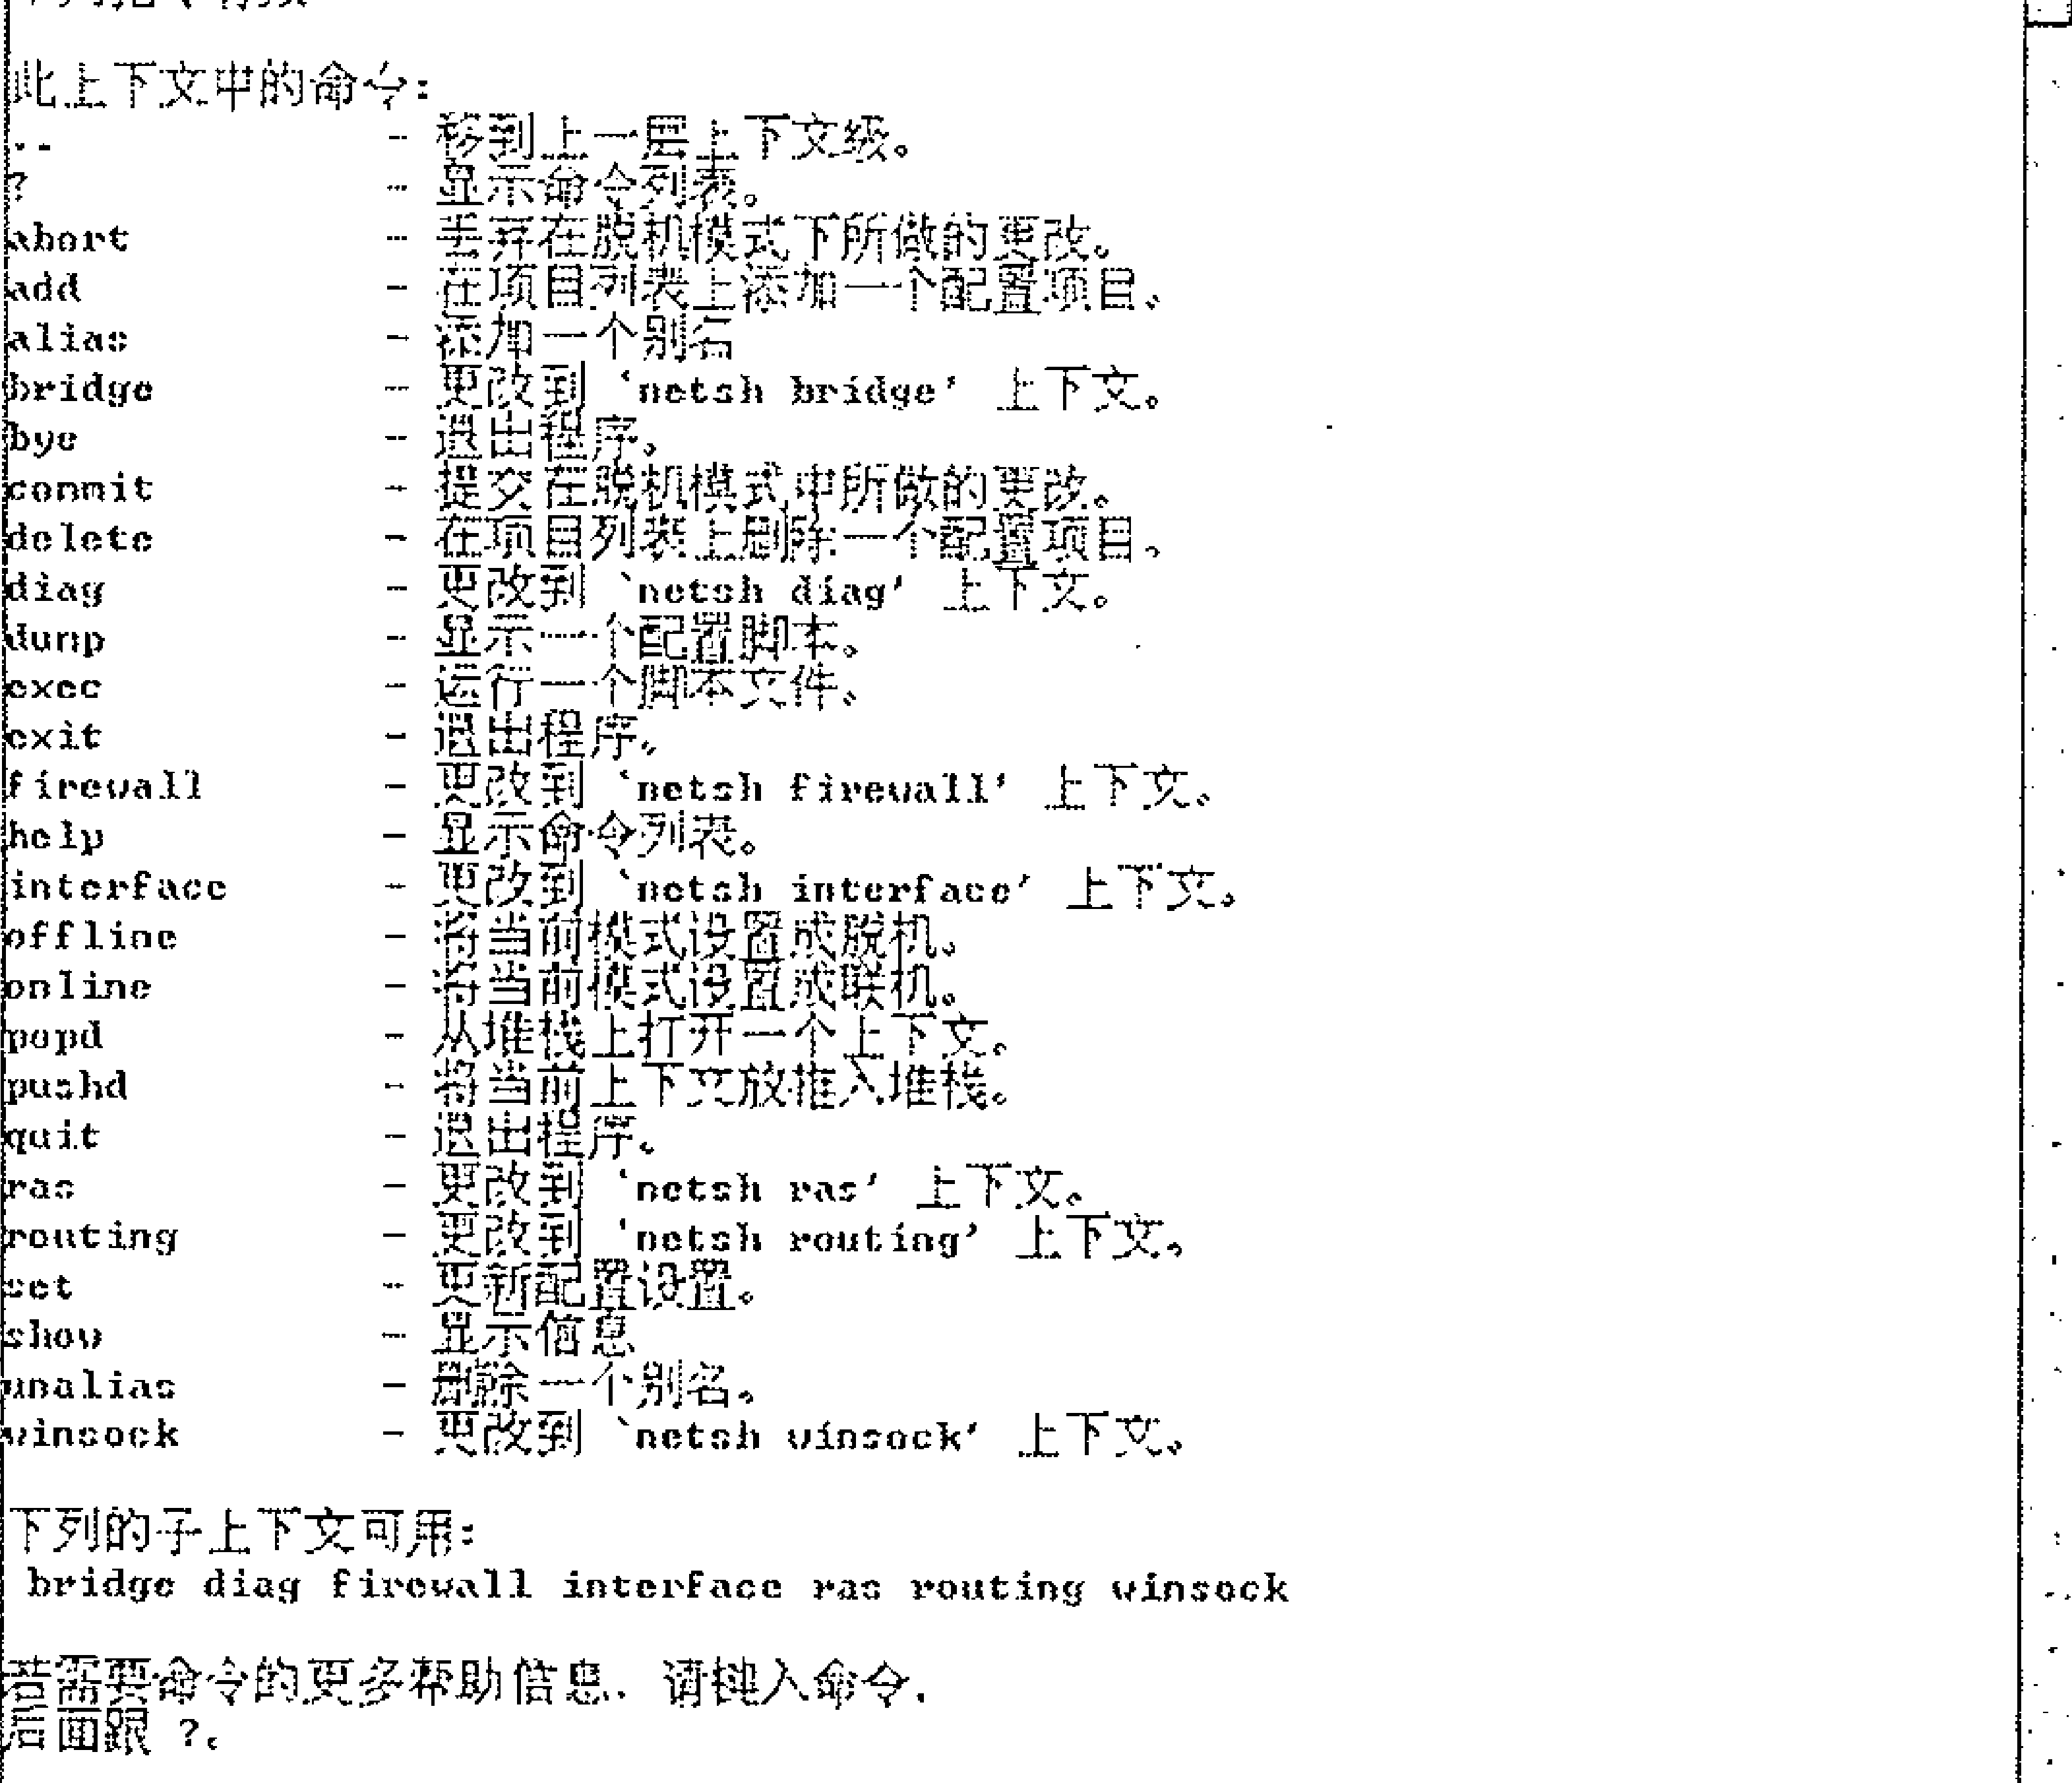 下列指令有效:
此上下文中的命令:
.. - 移到上一层上下文级。
? - 显示命令列表。
abort - 丢弃在脱机模式下所做的更改。
add - 在项目列表上添加一个配置项目。
alias - 添加一个别名
bridge - 更改到 `netsh bridge' 上下文。
bye - 退出程序。
commit - 提交在脱机模式中所做的更改。
delete - 在项目列表上删除一个配置项目。
diag - 更改到 `netsh diag' 上下文。
dump - 显示一个配置脚本。
exec - 运行一个脚本文件。
exit - 退出程序。
firewall - 更改到 `netsh firewall' 上下文。
help - 显示命令列表。
interface - 更改到 `netsh interface' 上下文。
offline - 将当前模式设置成脱机。
online - 将当前模式设置成联机。
popd - 从堆栈上打开一个上下文。
pushd - 将当前上下文放推入堆栈。
quit - 退出程序。
ras - 更改到 `netsh ras' 上下文。
routing - 更改到 `netsh routing' 上下文。
set - 更新配置设置。
show - 显示信息
unalias - 删除一个别名。
winsock - 更改到 `netsh winsock' 上下文。
下列的子上下文可用:
bridge diag firewall interface ras routing winsock
若需要命令的更多帮助信息，请键入命令，
后面跟 ?。